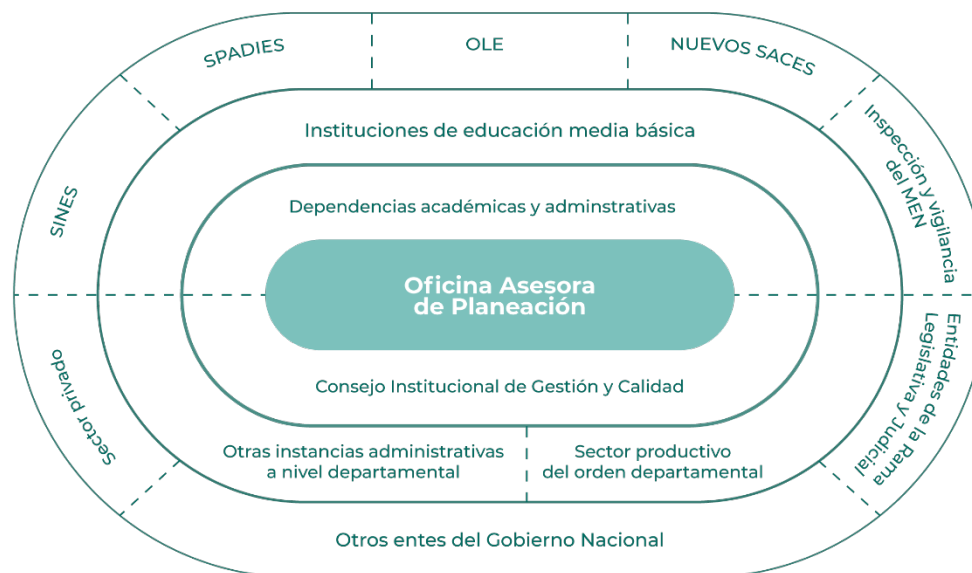 SPADIES
OLE
NUEVOS SACES
Instituciones de educación media básica
Inspección y vigilancia
del MEN
SINES
Dependencias académicas y adminstrativas
Oficina Asesora
de Planeación
Consejo Institucional de Gestión y Calidad
Sector privado
Otras instancias administrativas
a nivel departamental
Sector productivo
del orden departamental
Entidades de la Rama
Legislativa y Judicial
Otros entes del Gobierno Nacional